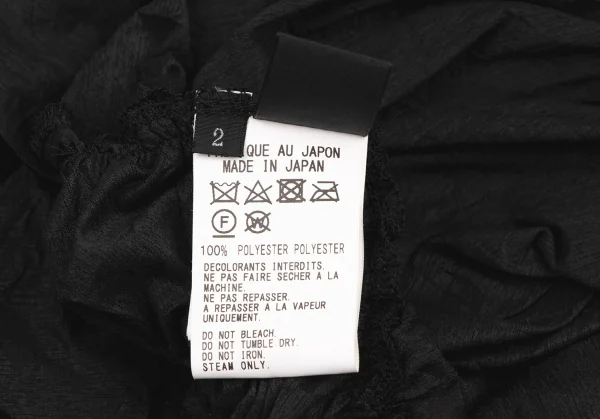 2
QUE AU JAPON
MADE IN JAPAN
F
W
100% POLYESTER POLYESTER
DECOLORANTS INTERDITS.
NE PAS FAIRE SECHER A LA
MACHINE.
NE PAS REPASSER.
A REPASSER A LA VAPEUR
UNIQUEMENT.
DO NOT BLEACH.
DO NOT TUMBLE DRY.
DO NOT IRON.
STEAM ONLY.